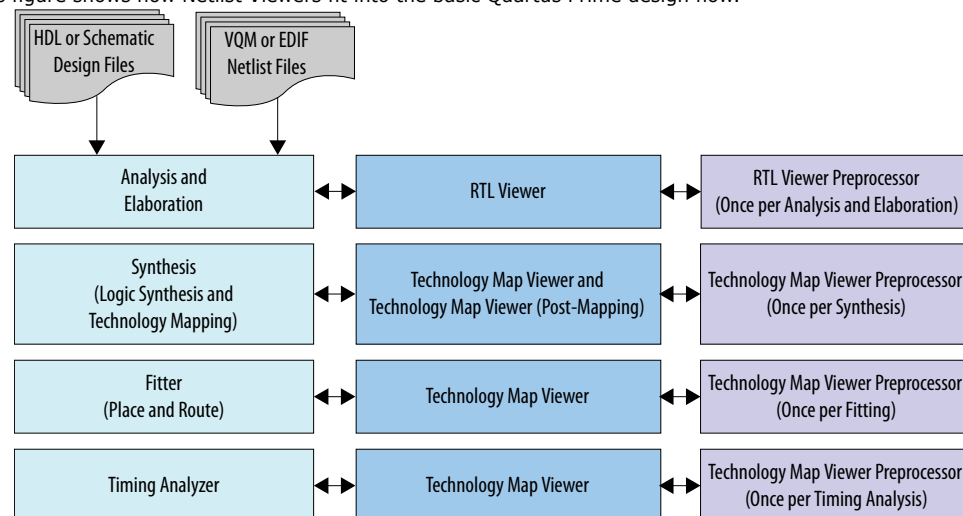 figure shows how Netlist Viewers fit into the basic Quartus Prime design flow.
HDL or Schematic
Design Files
VQM or EDIF
Netlist Files
Analysis and
Elaboration
RTL Viewer
RTL Viewer Preprocessor
(Once per Analysis and Elaboration)
Synthesis
(Logic Synthesis and
Technology Mapping)
Technology Map Viewer and
Technology Map Viewer (Post-Mapping)
Technology Map Viewer Preprocessor
(Once per Synthesis)
Fitter
(Place and Route)
Technology Map Viewer
Technology Map Viewer Preprocessor
(Once per Fitting)
Timing Analyzer
Technology Map Viewer
Technology Map Viewer Preprocessor
(Once per Timing Analysis)